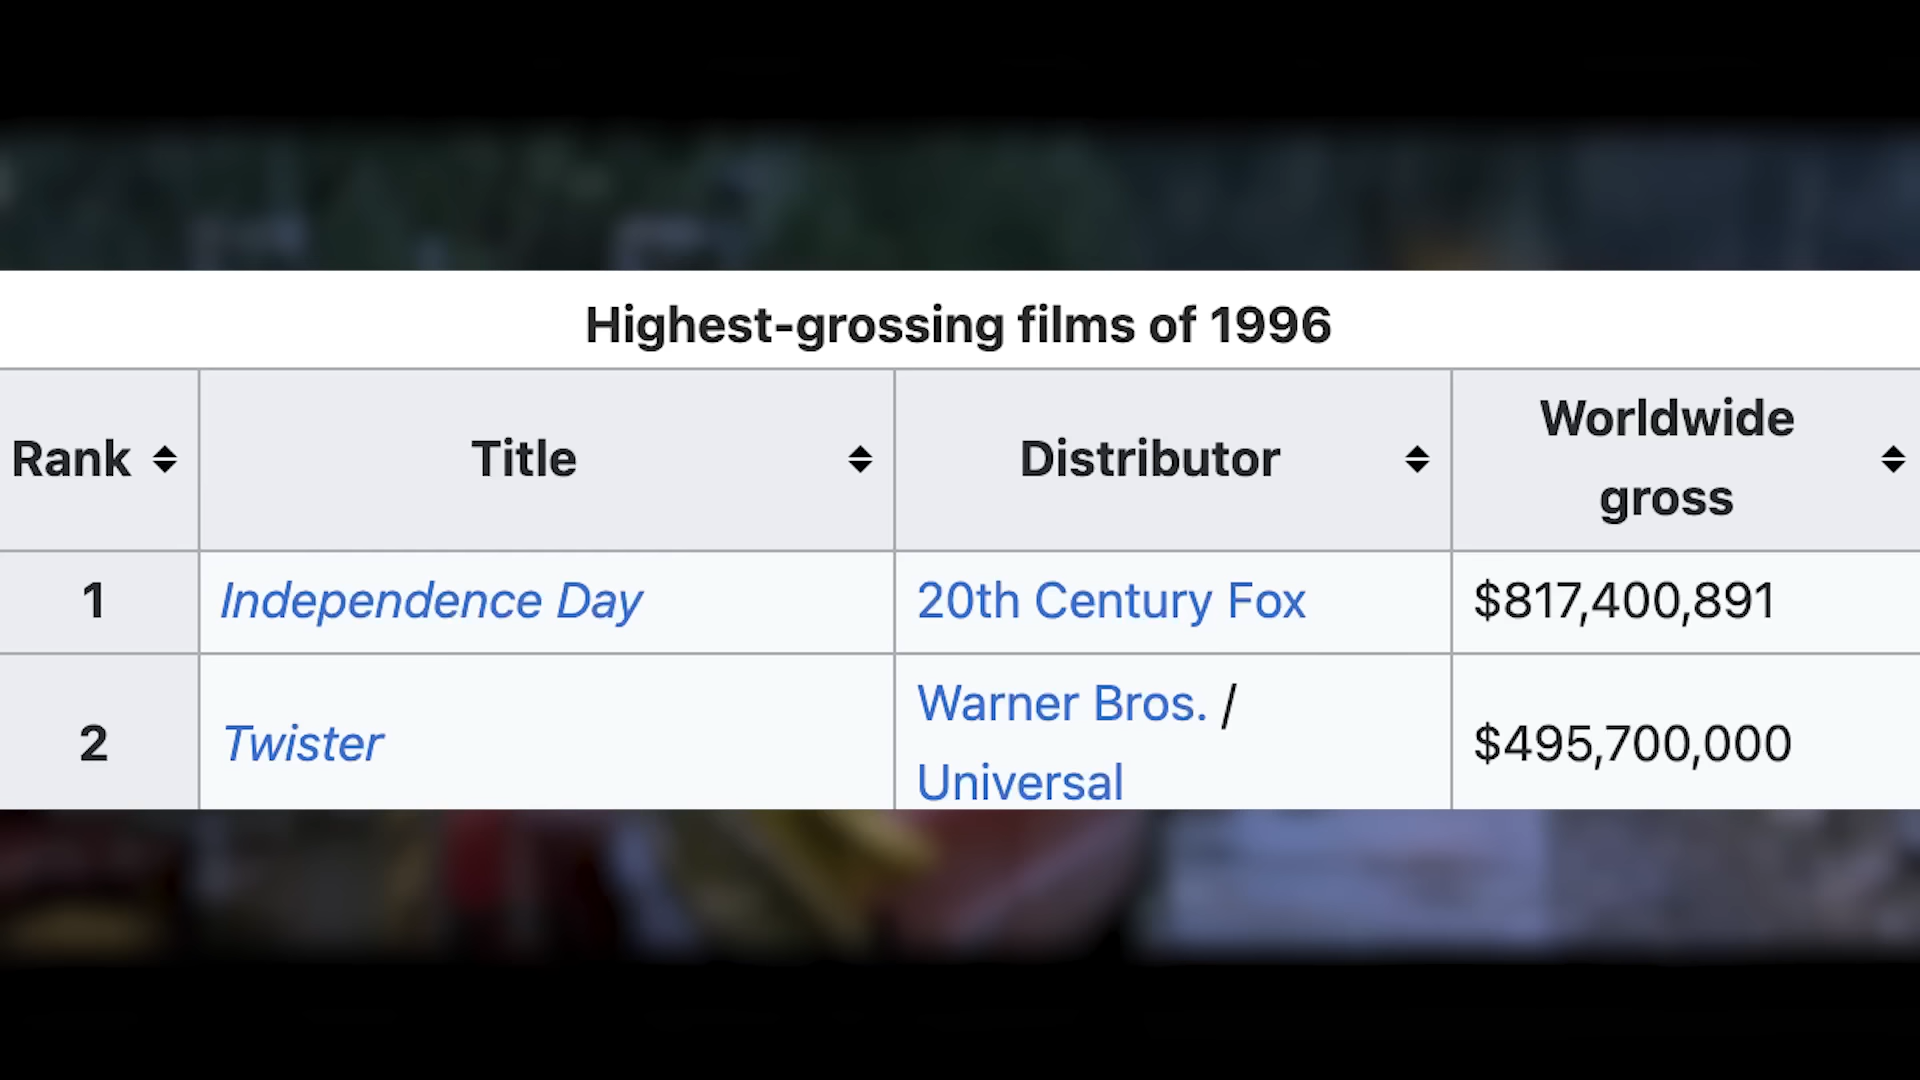 Highest-grossing films of 1996
Rank Title Distributor Worldwide gross
1 Independence Day 20th Century Fox $817,400,891
2 Twister Warner Bros. / Universal $495,700,000